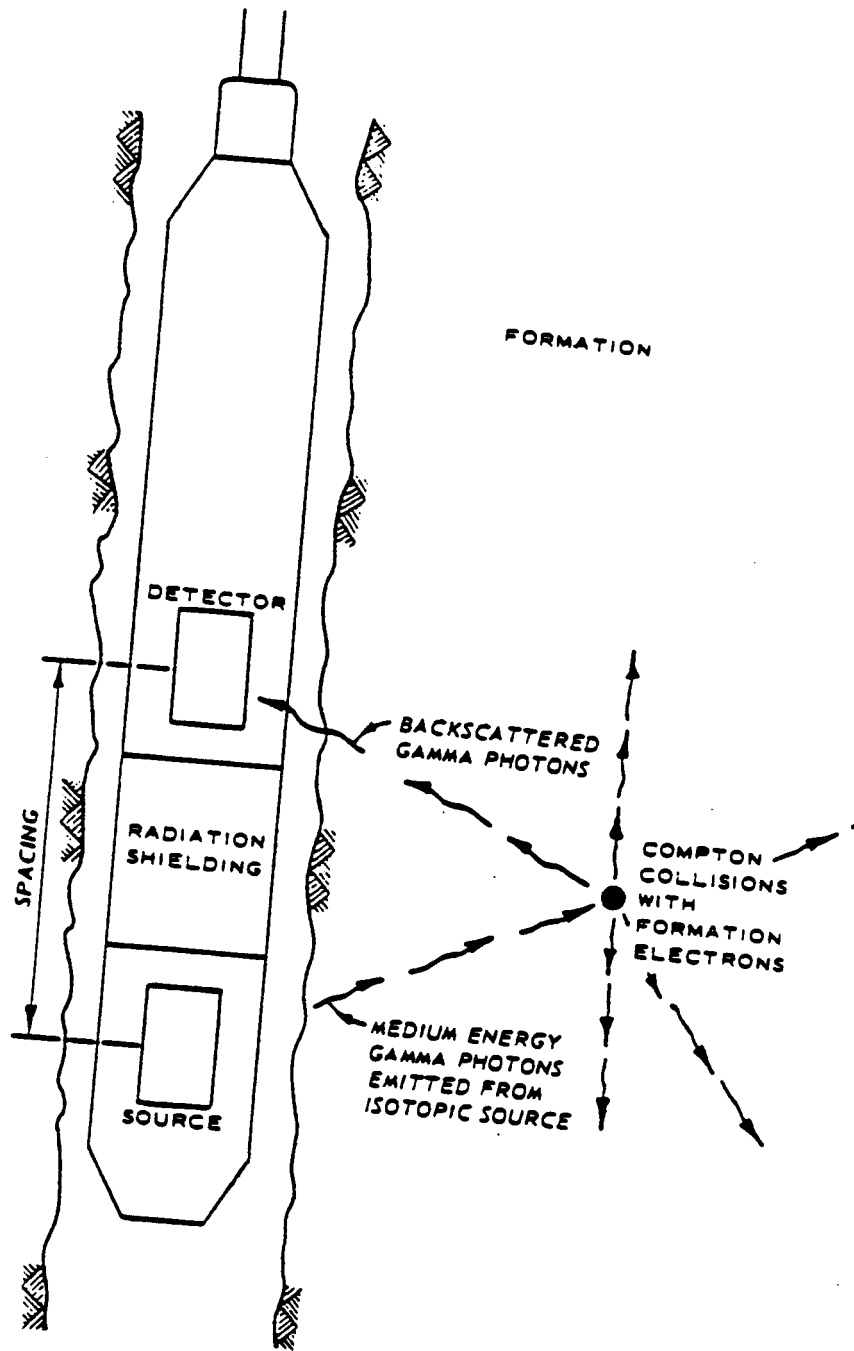 FORMATION
DETECTOR
BACKSCATTERED
GAMMA PHOTONS
SPACING
RADIATION
SHIELDING
COMPTON
COLLISIONS
WITH
FORMATION
ELECTRONS
MEDIUM ENERGY
GAMMA PHOTONS
EMITTED FROM
ISOTOPIC SOURCE
SOURCE